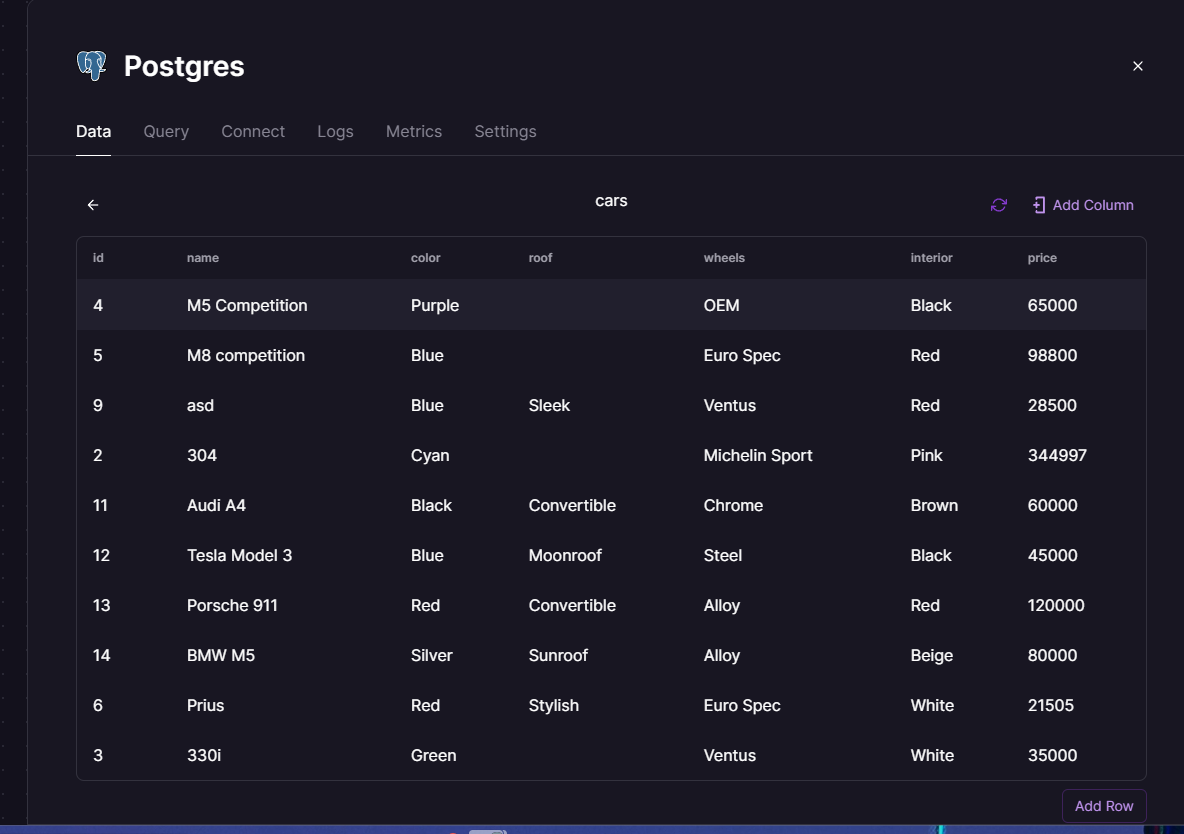 Postgres
Data Query Connect Logs Metrics Settings
cars
Add Column
id name color roof wheels interior price
4 M5 Competition Purple OEM Black 65000
5 M8 competition Blue Euro Spec Red 98800
9 asd Blue Sleek Ventus Red 28500
2 304 Cyan Michelin Sport Pink 344997
11 Audi A4 Black Convertible Chrome Brown 60000
12 Tesla Model 3 Blue Moonroof Steel Black 45000
13 Porsche 911 Red Convertible Alloy Red 120000
14 BMW M5 Silver Sunroof Alloy Beige 80000
6 Prius Red Stylish Euro Spec White 21505
3 330i Green Ventus White 35000
Add Row